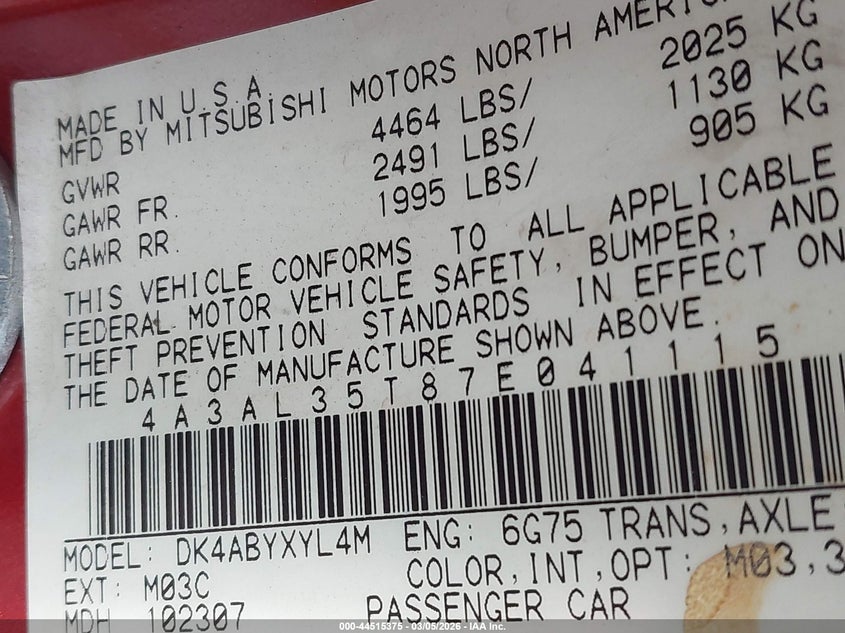 MADE IN U.S.A.
MFD BY MITSUBISHI MOTORS NORTH AMERIC
GVWR 4464 LBS/ 2025 KG
GAWR FR. 2491 LBS/ 1130 KG
GAWR RR. 1995 LBS/ 905 KG
THIS VEHICLE CONFORMS TO ALL APPLICABLE
FEDERAL MOTOR VEHICLE SAFETY, BUMPER, AND
THEFT PREVENTION STANDARDS IN EFFECT ON
THE DATE OF MANUFACTURE SHOWN ABOVE.
4A3AL35T87E041115
MODEL: DK4ABYXYL4M ENG: 6G75 TRANS,AXLE
EXT: M03C COLOR,INT,OPT: M03,3
MDH 102307 PASSENGER CAR
000-44515375 - 03/05/2026 - IAA Inc.